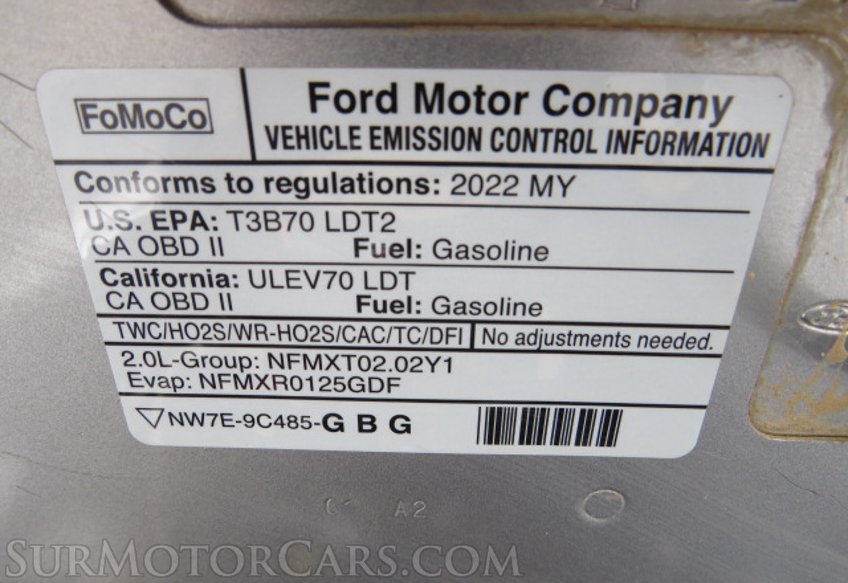 FoMoCo
Ford Motor Company
VEHICLE EMISSION CONTROL INFORMATION
Conforms to regulations: 2022 MY
U.S. EPA: T3B70 LDT2
CA OBD II Fuel: Gasoline
California: ULEV70 LDT
CA OBD II Fuel: Gasoline
TWC/HO2S/WR-HO2S/CAC/TC/DFI No adjustments needed.
2.0L-Group: NFMXT02.02Y1
Evap: NFMXR0125GDF
NW7E-9C485-G B G
A2
SurMotorCars.com